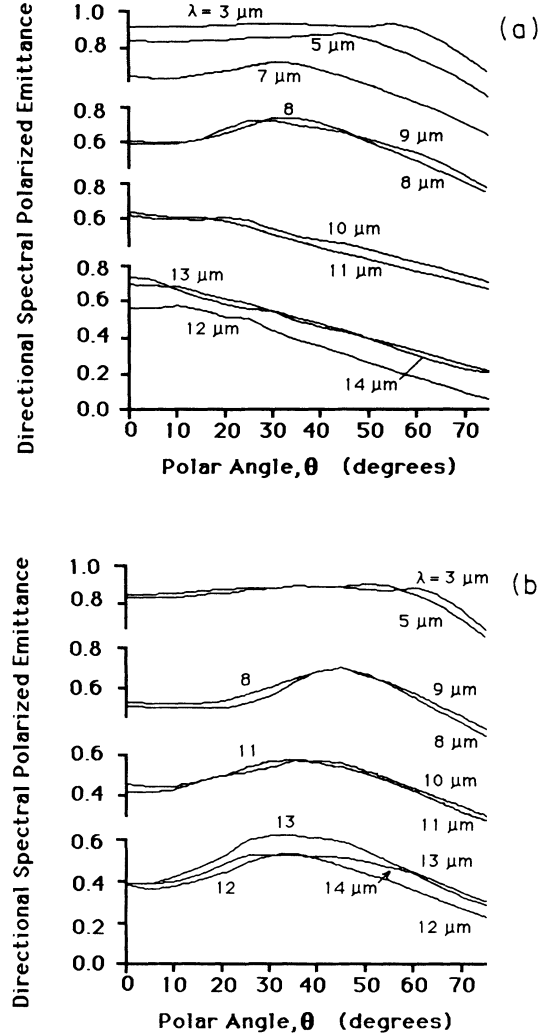 (a)
Directional Spectral Polarized Emittance
1.0
0.8
λ = 3 μm
5 μm
7 μm
0.8
0.6
8
9 μm
8 μm
0.8
0.6
10 μm
11 μm
0.8
0.6
0.4
0.2
0.0
13 μm
12 μm
14 μm
0 10 20 30 40 50 60 70
Polar Angle, θ (degrees)
(b
Directional Spectral Polarized Emittance
1.0
0.8
λ = 3 μm
5 μm
0.8
0.6
8
9 μm
8 μm
0.6
0.4
11
10 μm
11 μm
0.6
0.4
0.2
0.0
13
12
14 μm
13 μm
12 μm
0 10 20 30 40 50 60 70
Polar Angle, θ (degrees)